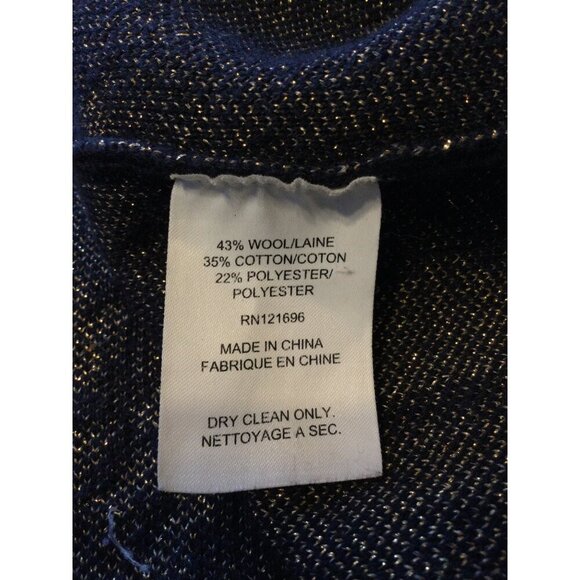 43% WOOL/LAINE
35% COTTON/COTON
22% POLYESTER/
POLYESTER
RN121696
MADE IN CHINA
FABRIQUE EN CHINE
DRY CLEAN ONLY.
NETTOYAGE A SEC.